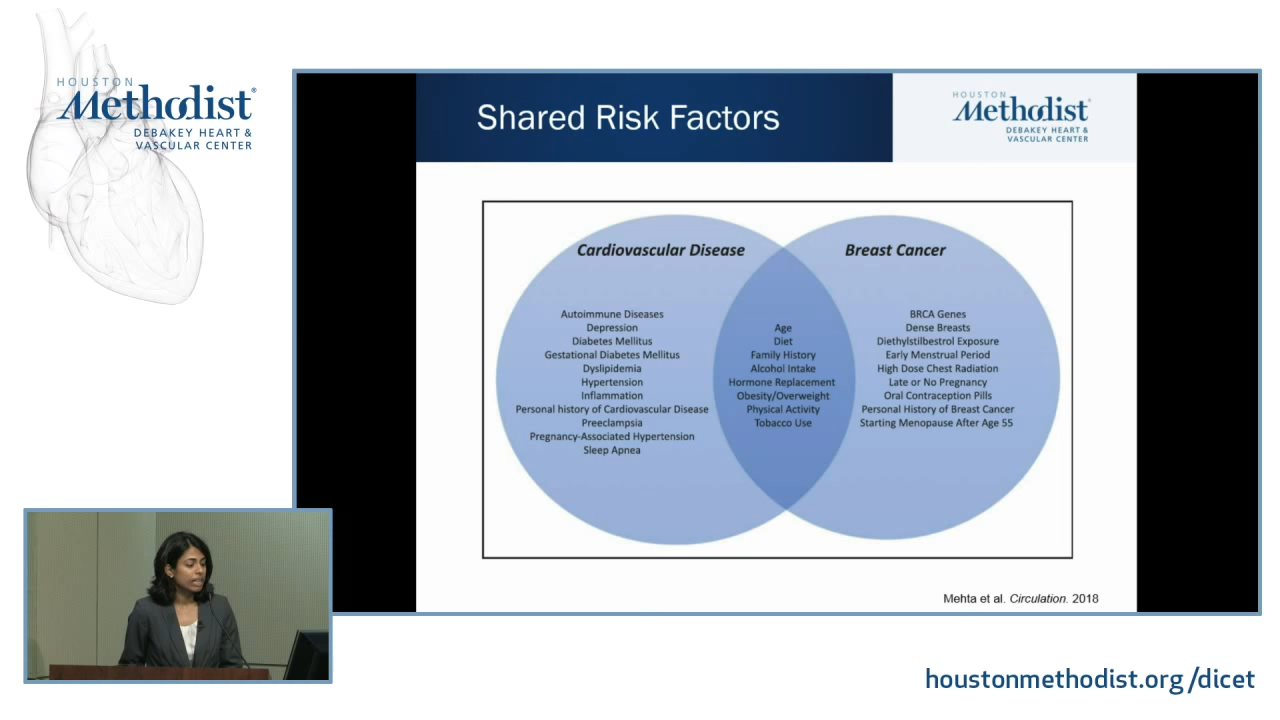 HOUSTON
Methodist®
DEBAKEY HEART &
VASCULAR CENTER
Shared Risk Factors
HOUSTON
Methodist®
DEBAKEY HEART &
VASCULAR CENTER
Cardiovascular Disease
Autoimmune Diseases
Depression
Diabetes Mellitus
Gestational Diabetes Mellitus
Dyslipidemia
Hypertension
Inflammation
Personal history of Cardiovascular Disease
Preeclampsia
Pregnancy-Associated Hypertension
Sleep Apnea
Age
Diet
Family History
Alcohol Intake
Hormone Replacement
Obesity/Overweight
Physical Activity
Tobacco Use
Breast Cancer
BRCA Genes
Dense Breasts
Diethylstilbestrol Exposure
Early Menstrual Period
High Dose Chest Radiation
Late or No Pregnancy
Oral Contraception Pills
Personal History of Breast Cancer
Starting Menopause After Age 55
Mehta et al. Circulation. 2018
houstonmethodist.org/dicet